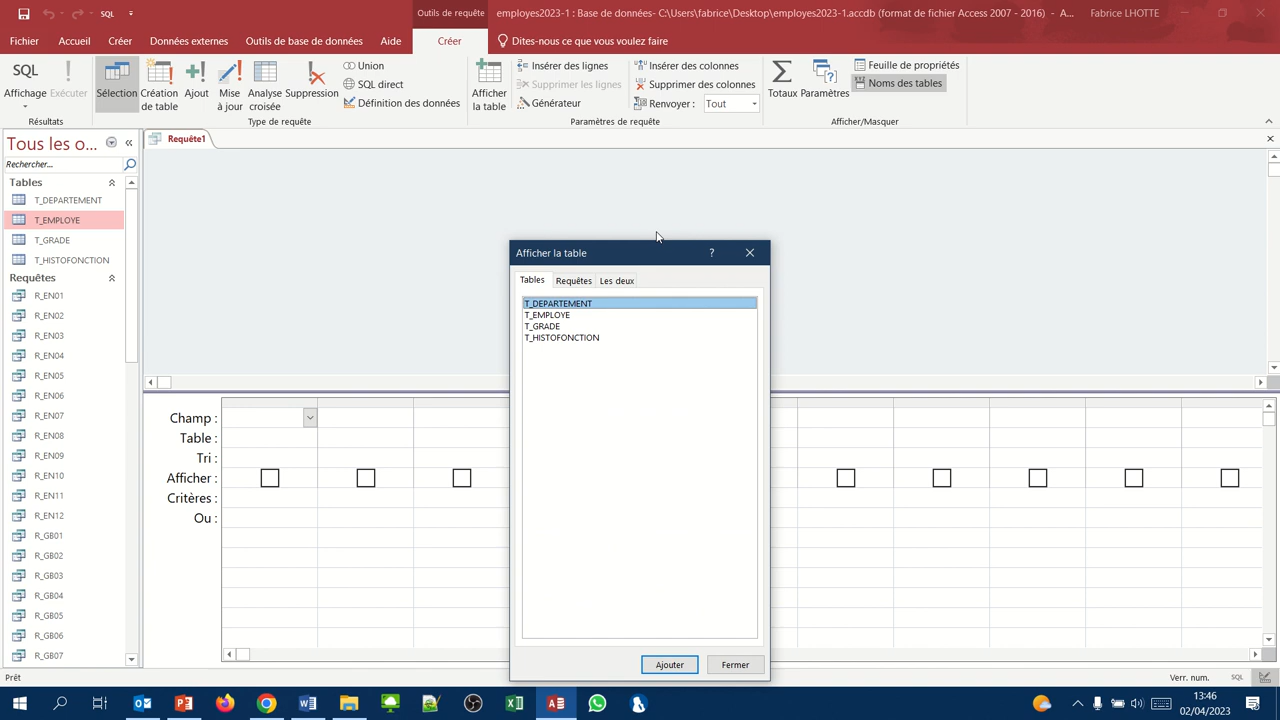 SQL
Outils de requête
employes2023-1 : Base de données- C:\Users\fabrice\Desktop\employes2023-1.accdb (format de fichier Access 2007 - 2016) - A...
Fabrice LHOTTE
Fichier Accueil Créer Données externes Outils de base de données Aide Créer Dites-nous ce que vous voulez faire
SQL
Affichage
Exécuter
Résultats
Sélection
Création
de table
Ajout
Mise
à jour
Analyse
croisée
Suppression
Union
SQL direct
Définition des données
Type de requête
Afficher
la table
Insérer des lignes
Supprimer les lignes
Générateur
Insérer des colonnes
Supprimer des colonnes
Renvoyer : Tout
Paramètres de requête
Totaux
Paramètres
Feuille de propriétés
Noms des tables
Afficher/Masquer
Tous les o...
Rechercher...
Tables
T_DEPARTEMENT
T_EMPLOYE
T_GRADE
T_HISTOFONCTION
Requêtes
R_EN01
R_EN02
R_EN03
R_EN04
R_EN05
R_EN06
R_EN07
R_EN08
R_EN09
R_EN10
R_EN11
R_EN12
R_GB01
R_GB02
R_GB03
R_GB04
R_GB05
R_GB06
R_GB07
Requête1
Afficher la table
?
Tables Requêtes Les deux
T_DEPARTEMENT
T_EMPLOYE
T_GRADE
T_HISTOFONCTION
Ajouter Fermer
Champ :
Table :
Tri :
Afficher :
Critères :
Ou :
Prêt
Verr. num.
SQL
13:46
02/04/2023